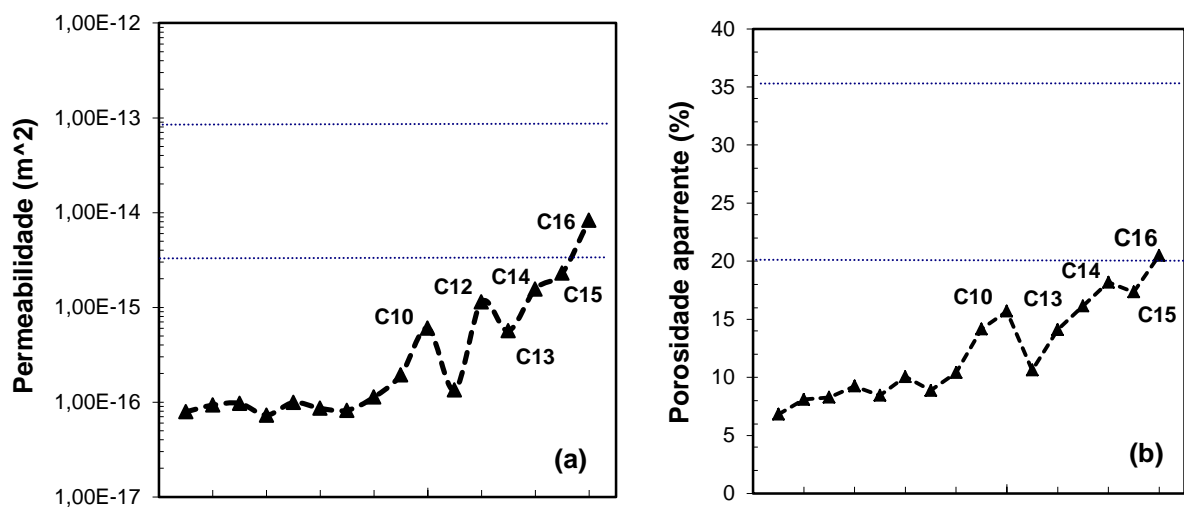 Permeabilidade (m^2)
1,00E-12
1,00E-13
1,00E-14
1,00E-15
1,00E-16
1,00E-17
C10
C12
C13
C14
C15
C16
(a)
Porosidade aparrente (%)
40
35
30
25
20
15
10
5
0
C10
C13
C14
C15
C16
(b)